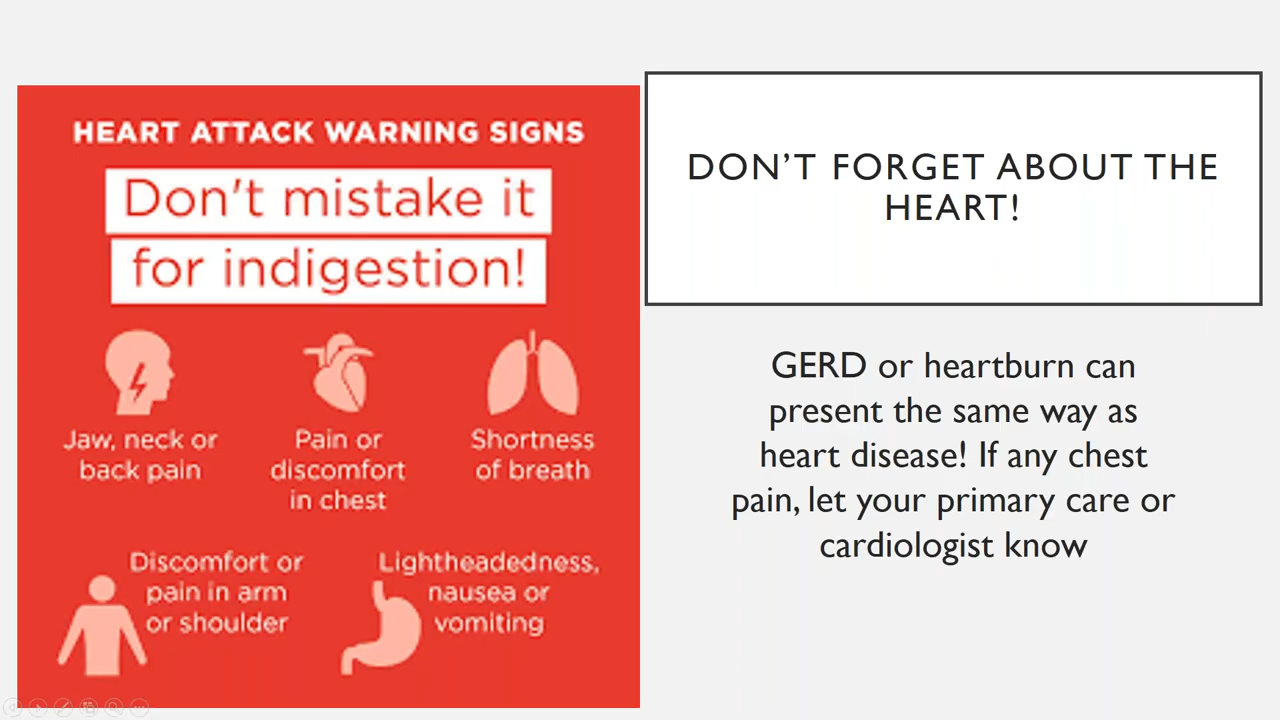 HEART ATTACK WARNING SIGNS
Don't mistake it
for indigestion!
Jaw, neck or
back pain
Pain or
discomfort
in chest
Shortness
of breath
Discomfort or
pain in arm
or shoulder
Lightheadedness,
nausea or
vomiting
DON’T FORGET ABOUT THE
HEART!
GERD or heartburn can
present the same way as
heart disease! If any chest
pain, let your primary care or
cardiologist know